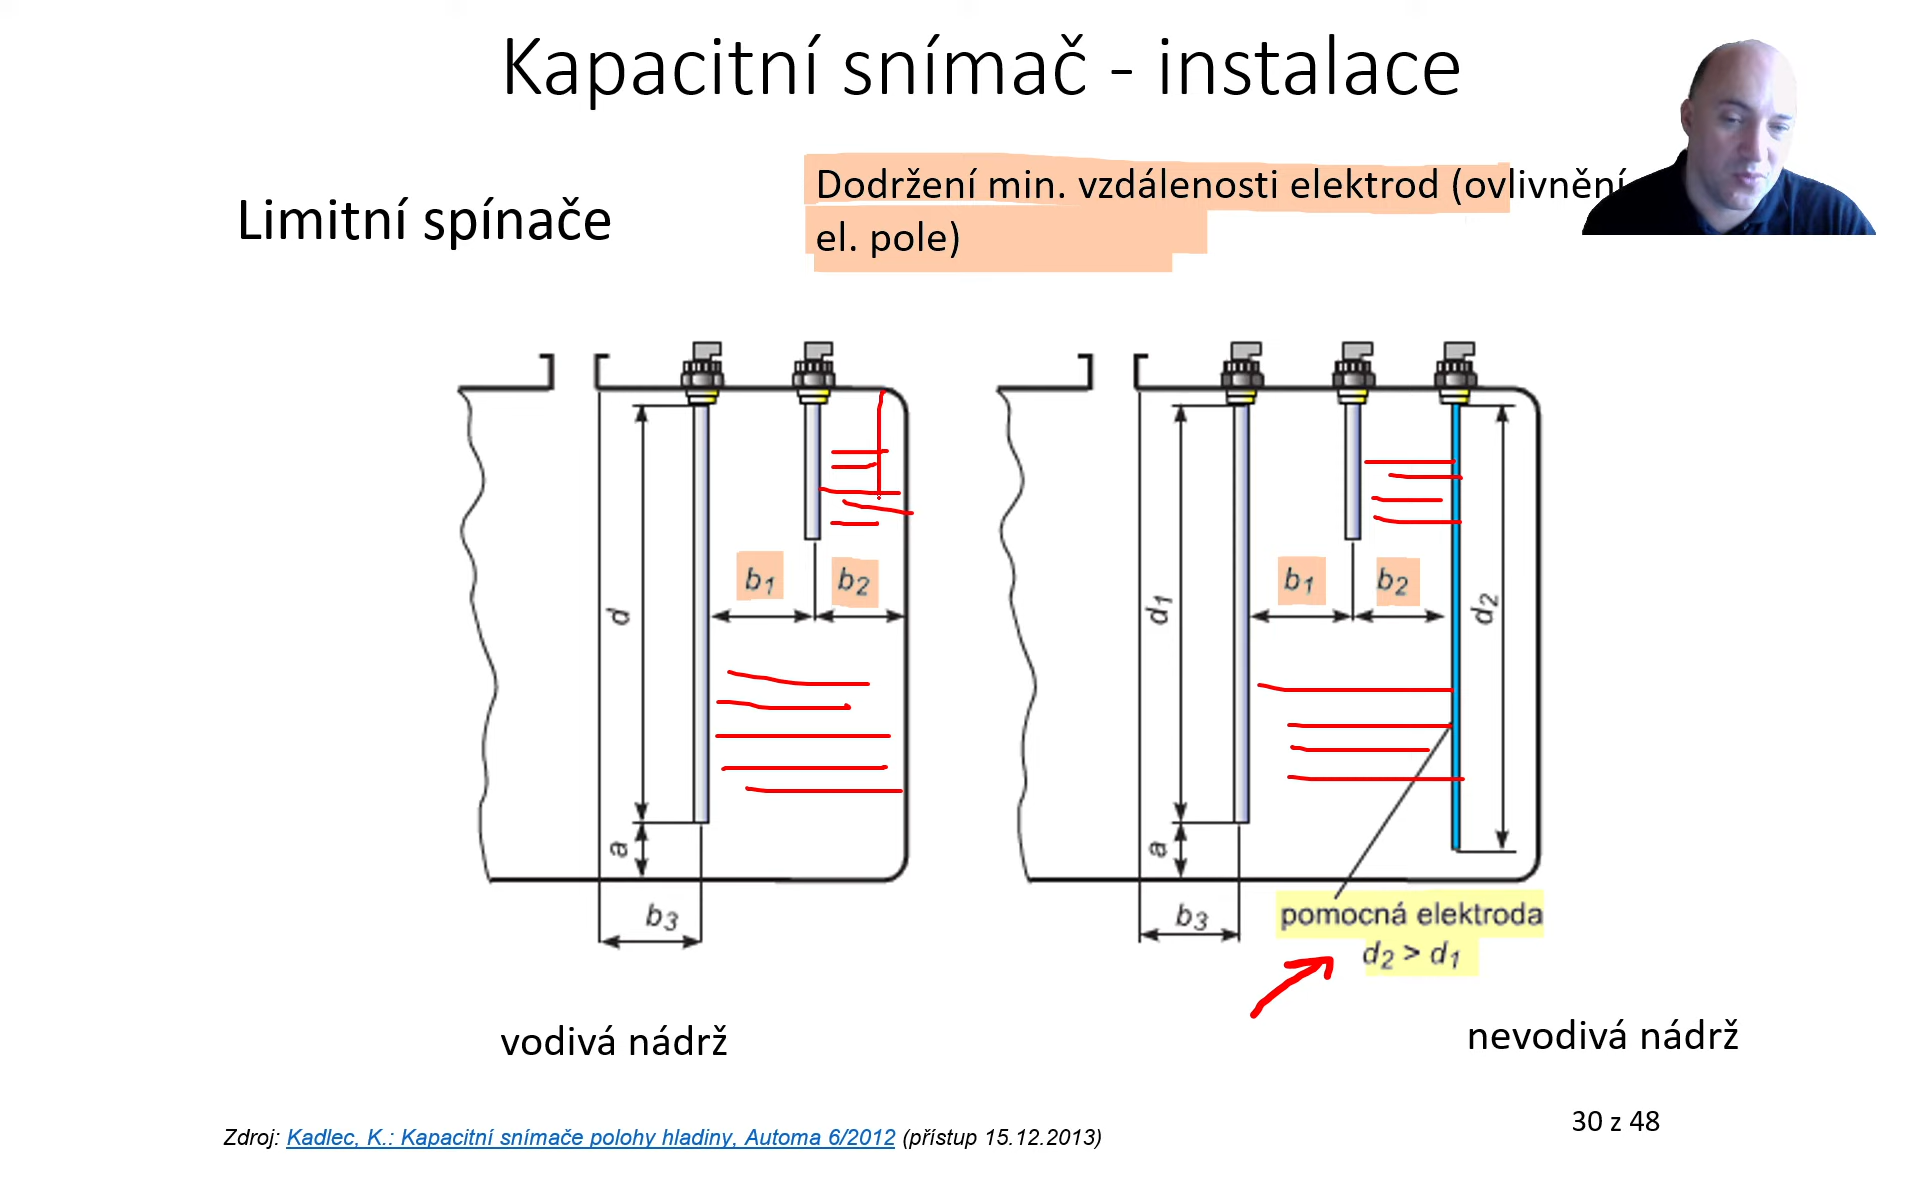 Kapacitní snímač - instalace
Limitní spínače
Dodržení min. vzdálenosti elektrod (ovlivnění
el. pole)
d
b1
b2
a
b3
d1
b1
b2
d2
a
b3
pomocná elektroda
d2 > d1
vodivá nádrž
nevodivá nádrž
Zdroj: Kadlec, K.: Kapacitní snímače polohy hladiny, Automa 6/2012 (přístup 15.12.2013)
30 z 48